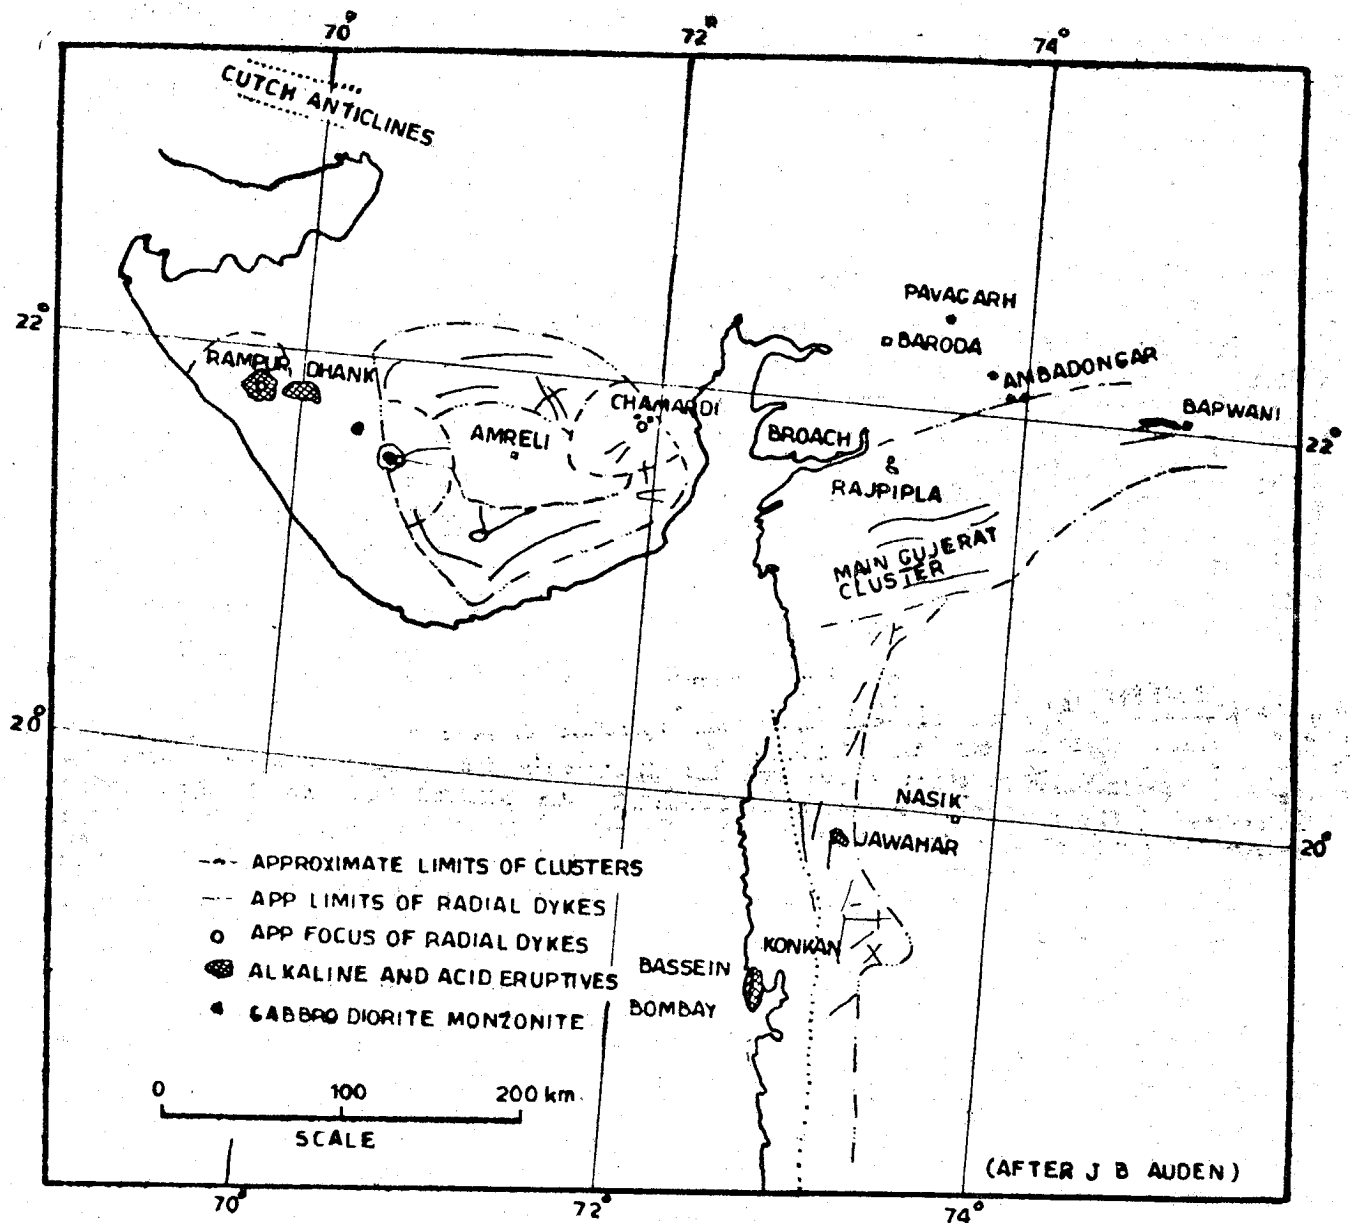 70°
72°
74°
CUTCH ANTICLINES
22°
PAVAGARH
BARODA
RAMPUR
DHANK
AMBADONGAR
CHAMARDI
BAPWANI
AMRELI
BROACH
22°
RAJPIPLA
MAIN GUJERAT
CLUSTER
20°
NASIK
JAWAHAR
20°
APPROXIMATE LIMITS OF CLUSTERS
APP LIMITS OF RADIAL DYKES
APP FOCUS OF RADIAL DYKES
KONKAN
ALKALINE AND ACID ERUPTIVES
BASSEIN
BOMBAY
GABBRO DIORITE MONZONITE
0 100 200 km.
SCALE
(AFTER J B AUDEN)
70°
72°
74°